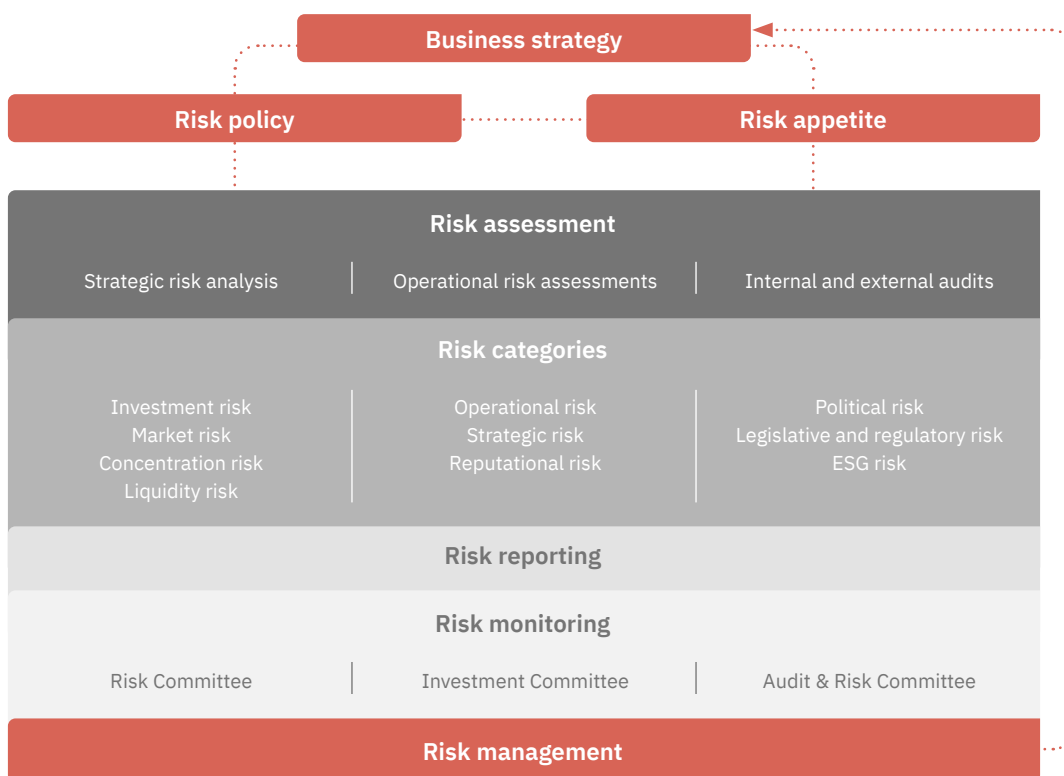 Business strategy
Risk policy
Risk appetite
Risk assessment
Strategic risk analysis
Operational risk assessments
Internal and external audits
Risk categories
Investment risk
Market risk
Concentration risk
Liquidity risk
Operational risk
Strategic risk
Reputational risk
Political risk
Legislative and regulatory risk
ESG risk
Risk reporting
Risk monitoring
Risk Committee
Investment Committee
Audit & Risk Committee
Risk management